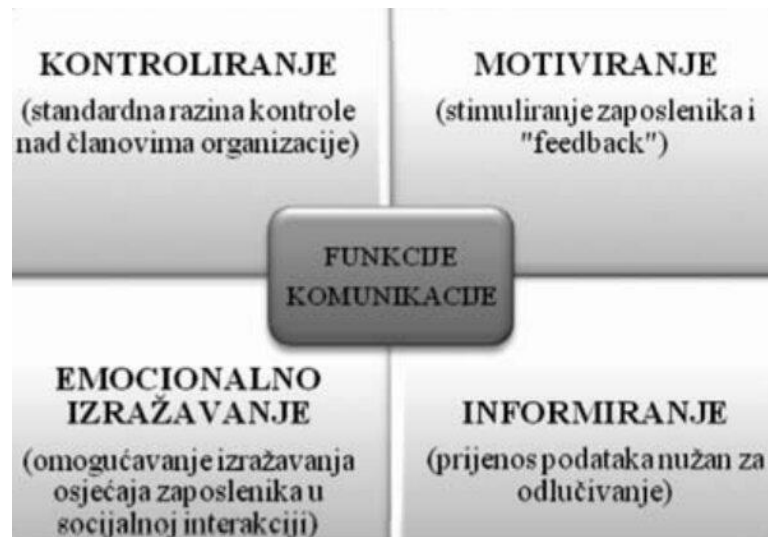 KONTROLIRANJE
(standardna razina kontrole
nad članovima organizacije)
MOTIVIRANJE
(stimuliranje zaposlenika i
"feedback")
FUNKCIJE
KOMUNIKACIJE
EMOCIONALNO
IZRAŽAVANJE
(omogućavanje izražavanja
osjećaja zaposlenika u
socijalnoj interakciji)
INFORMIRANJE
(prijenos podataka nužan za
odlučivanje)